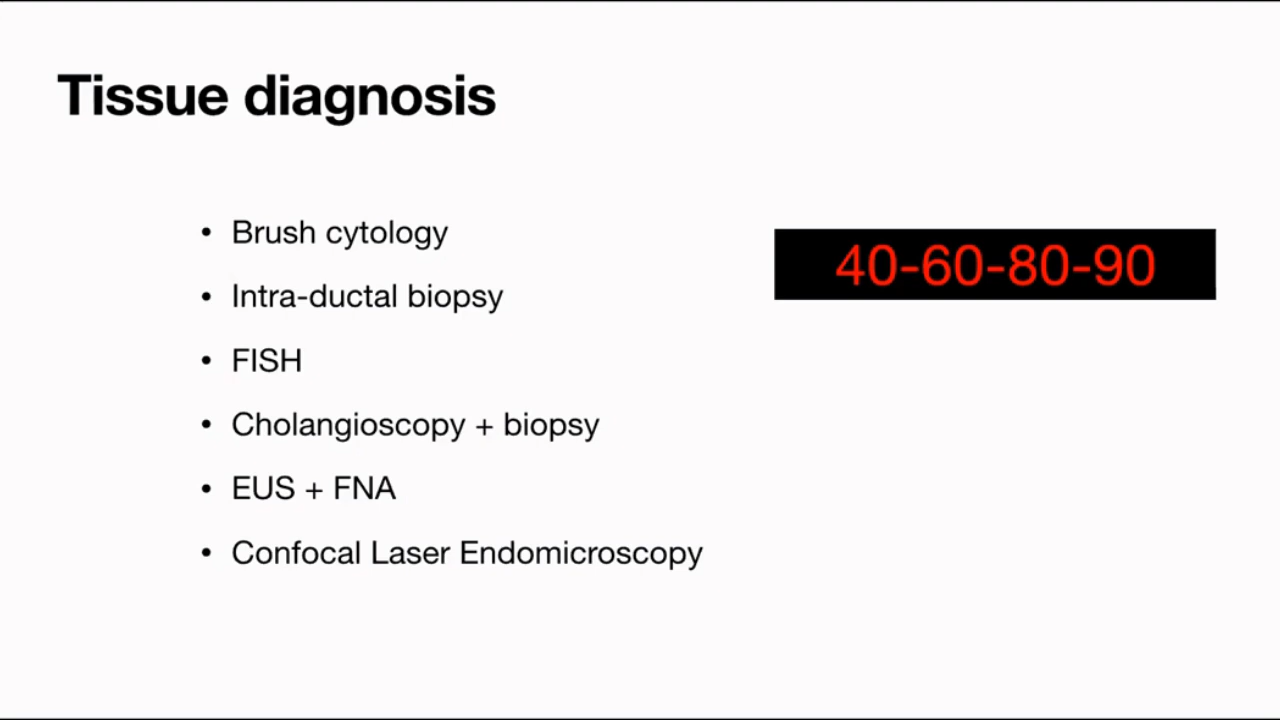 Tissue diagnosis
• Brush cytology
• Intra-ductal biopsy
• FISH
• Cholangioscopy + biopsy
• EUS + FNA
• Confocal Laser Endomicroscopy
40-60-80-90